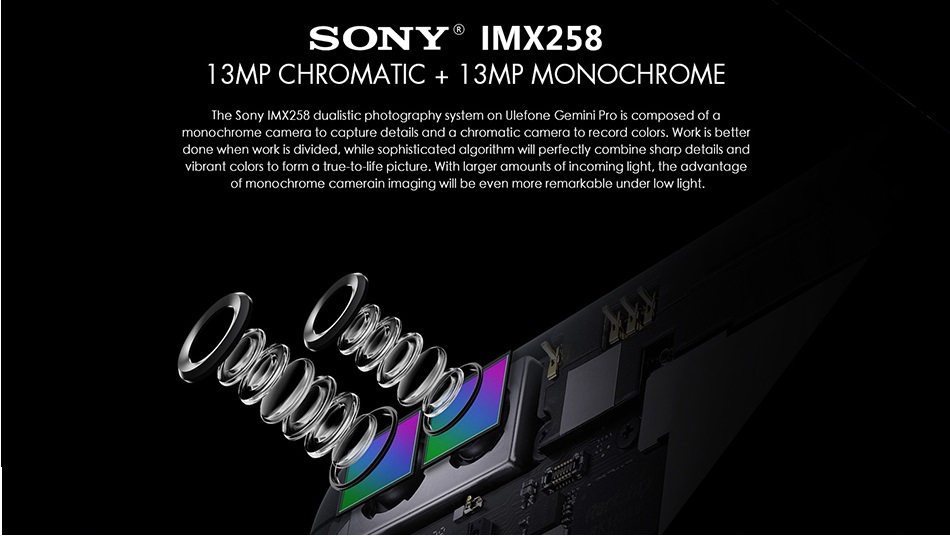 SONY® IMX258
13MP CHROMATIC + 13MP MONOCHROME
The Sony IMX258 dualistic photography system on Ulefone Gemini Pro is composed of a
monochrome camera to capture details and a chromatic camera to record colors. Work is better
done when work is divided, while sophisticated algorithm will perfectly combine sharp details and
vibrant colors to form a true-to-life picture. With larger amounts of incoming light, the advantage
of monochrome camerain imaging will be even more remarkable under low light.